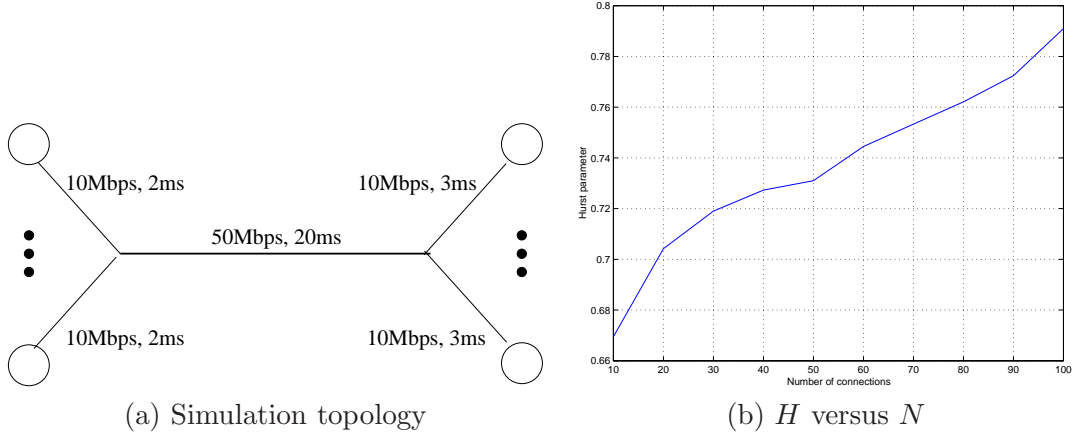 10Mbps, 2ms
10Mbps, 3ms
50Mbps, 20ms
10Mbps, 2ms
10Mbps, 3ms
(a) Simulation topology
0.8
0.78
0.76
0.74
0.72
0.7
0.68
0.66
Hurst parameter
10 20 30 40 50 60 70 80 90 100
Number of connections
(b) H versus N